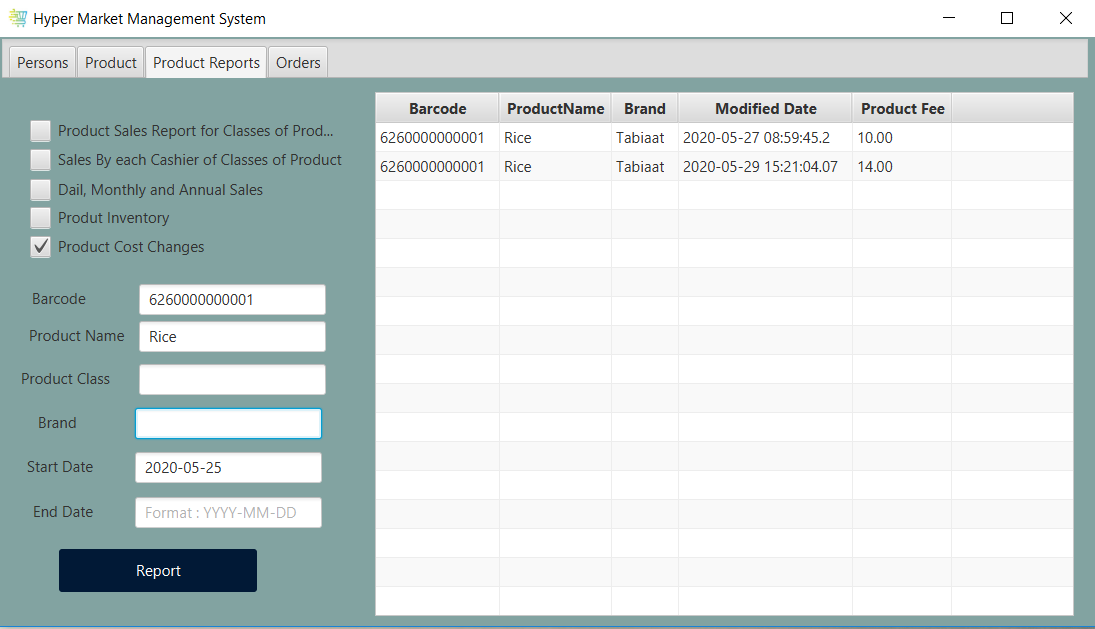 Hyper Market Management System
Persons Product Product Reports Orders
Product Sales Report for Classes of Prod...
Sales By each Cashier of Classes of Product
Dail, Monthly and Annual Sales
Produt Inventory
Product Cost Changes
Barcode 6260000000001
Product Name Rice
Product Class
Brand
Start Date 2020-05-25
End Date Format : YYYY-MM-DD
Report
Barcode ProductName Brand Modified Date Product Fee
6260000000001 Rice Tabiaat 2020-05-27 08:59:45.2 10.00
6260000000001 Rice Tabiaat 2020-05-29 15:21:04.07 14.00